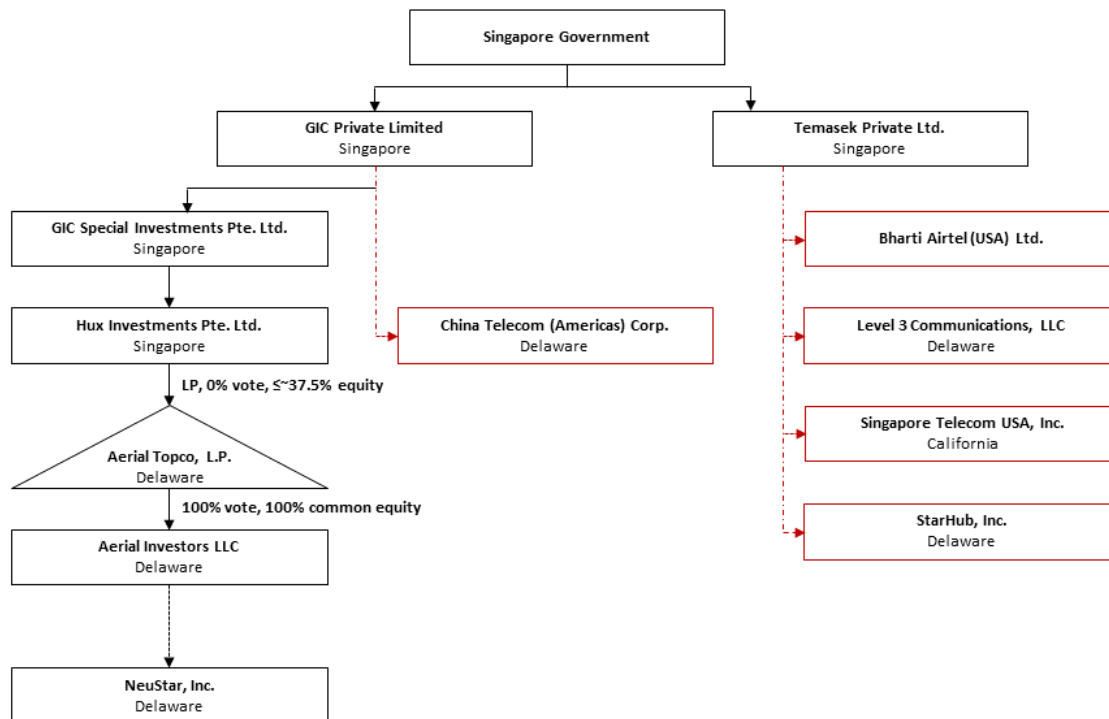 Singapore Government
GIC Private Limited
Singapore
Temasek Private Ltd.
Singapore
GIC Special Investments Pte. Ltd.
Singapore
Bharti Airtel (USA) Ltd.
Hux Investments Pte. Ltd.
Singapore
China Telecom (Americas) Corp.
Delaware
Level 3 Communications, LLC
Delaware
LP, 0% vote, ≤~37.5% equity
Singapore Telecom USA, Inc.
California
Aerial Topco, L.P.
Delaware
100% vote, 100% common equity
StarHub, Inc.
Delaware
Aerial Investors LLC
Delaware
NeuStar, Inc.
Delaware